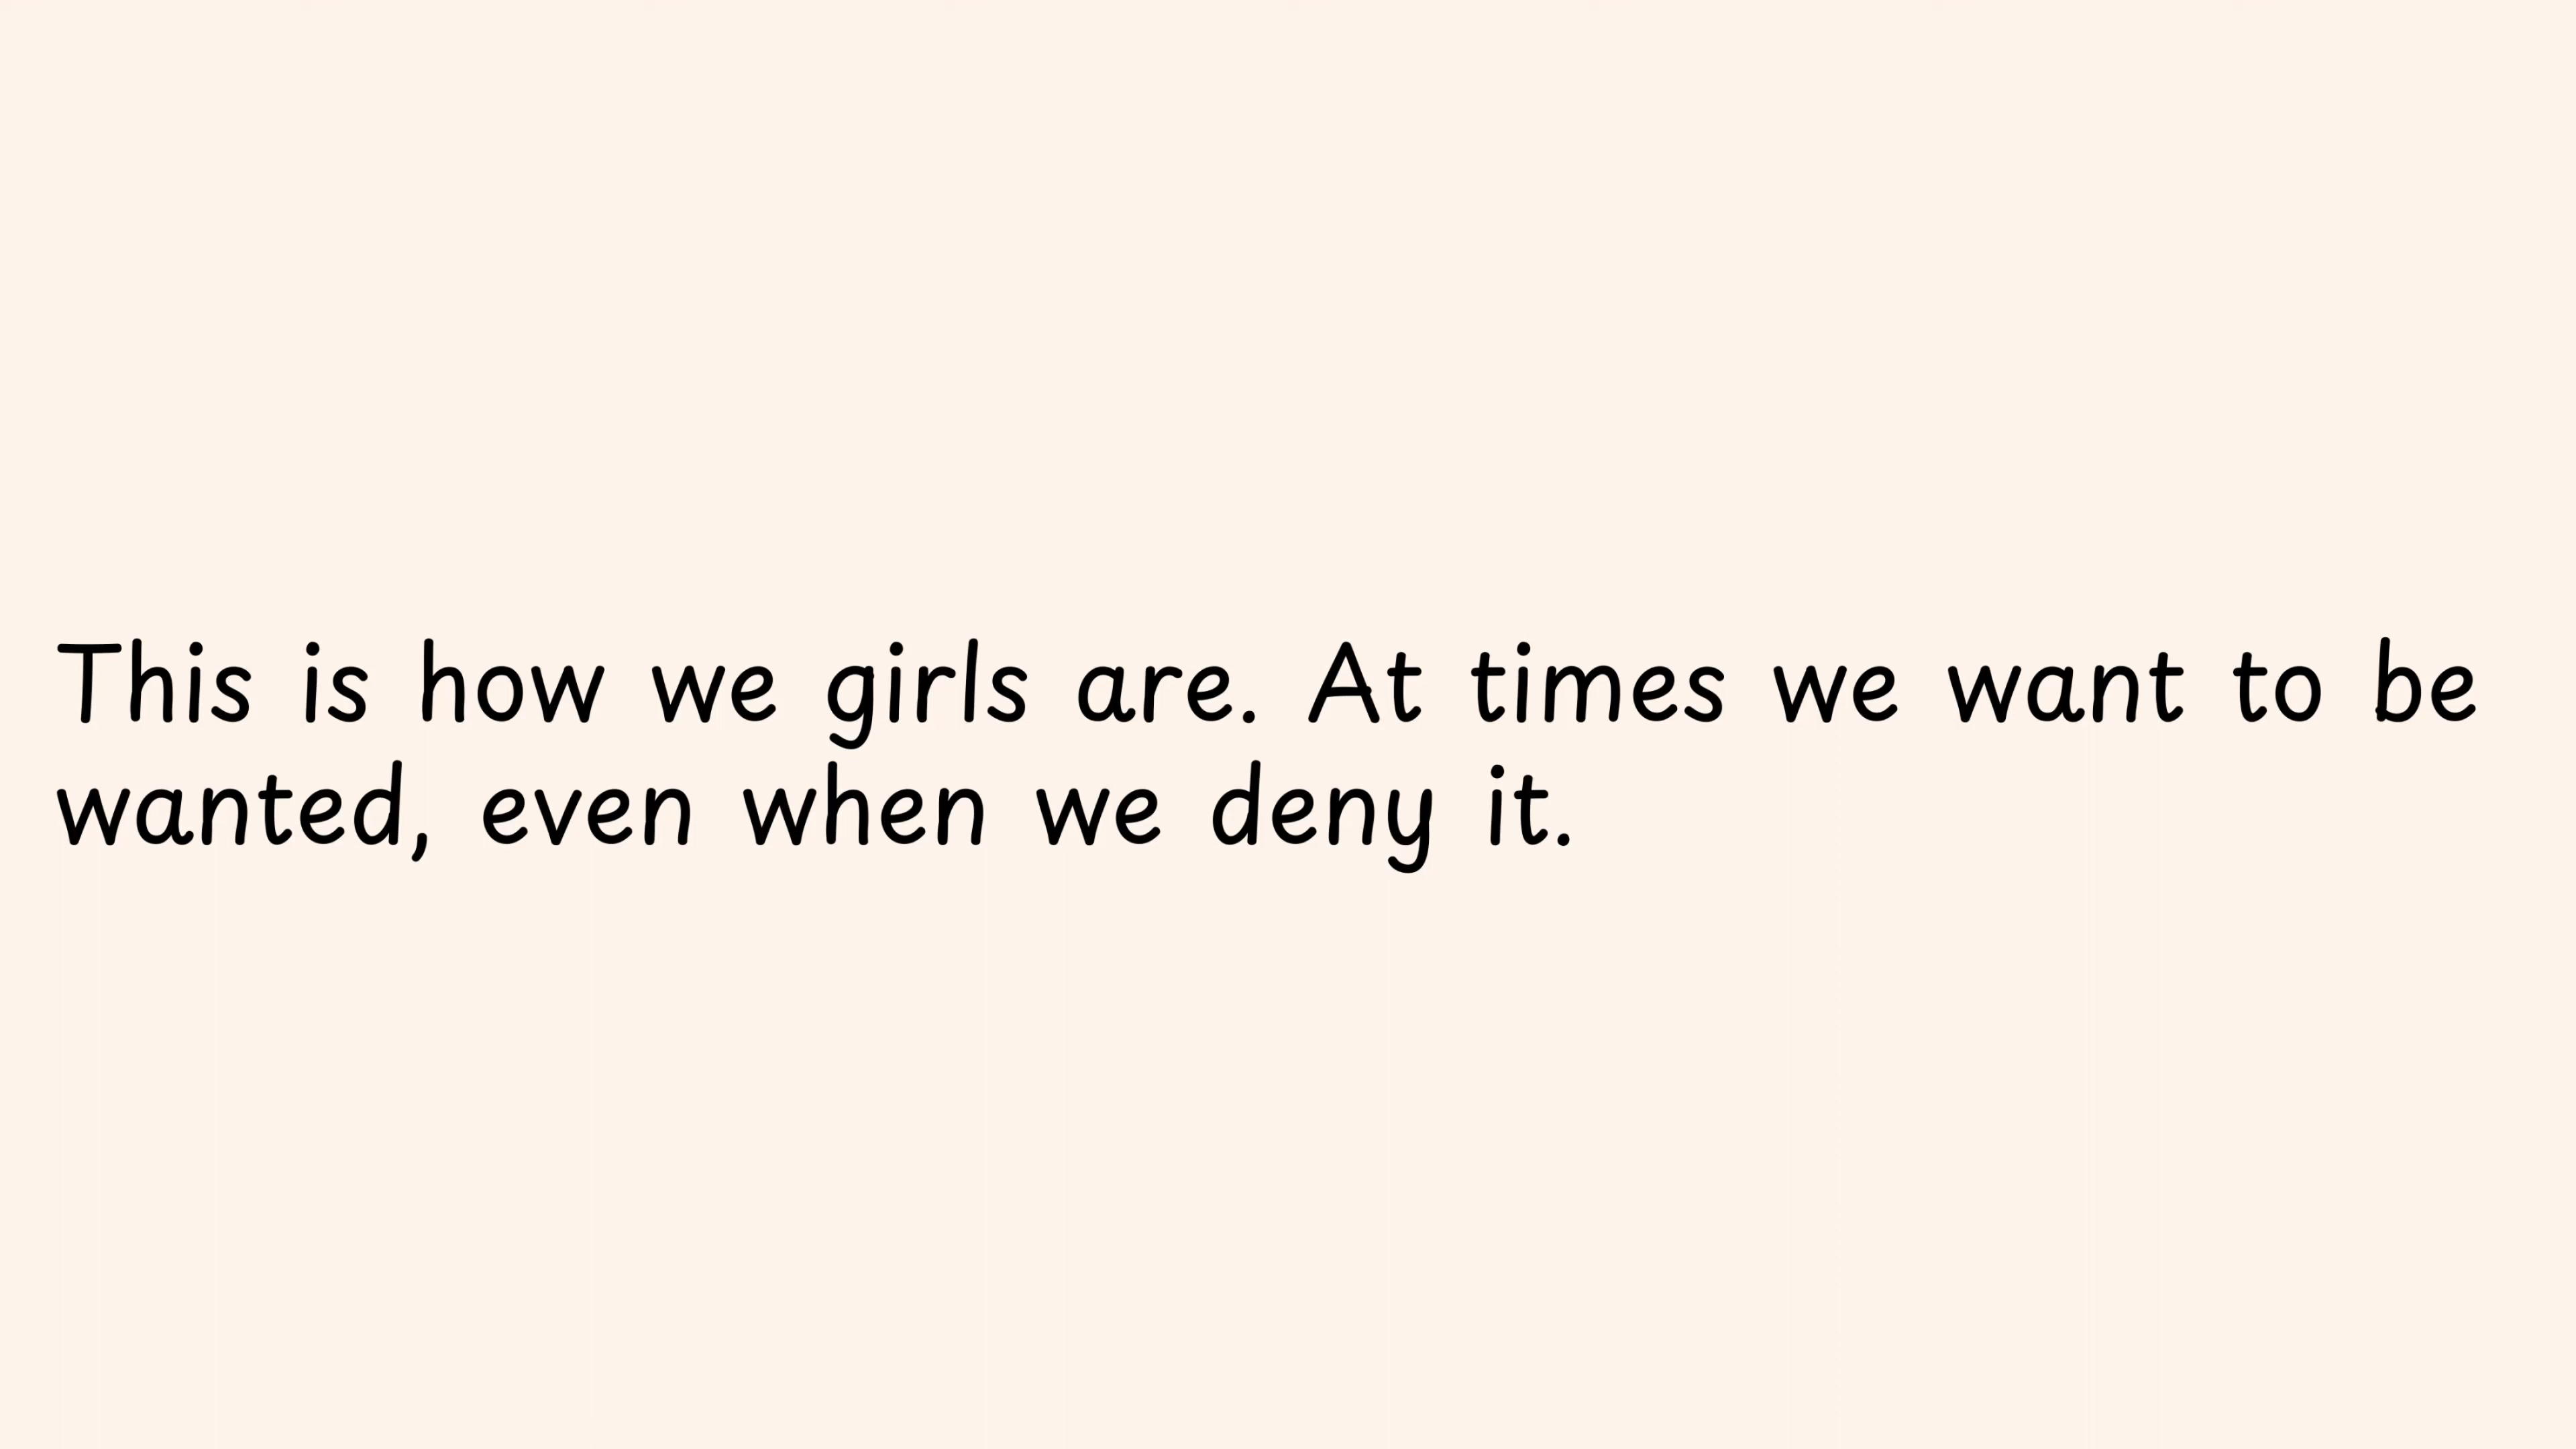 This is how we girls are. At times we want to be
wanted, even when we deny it.